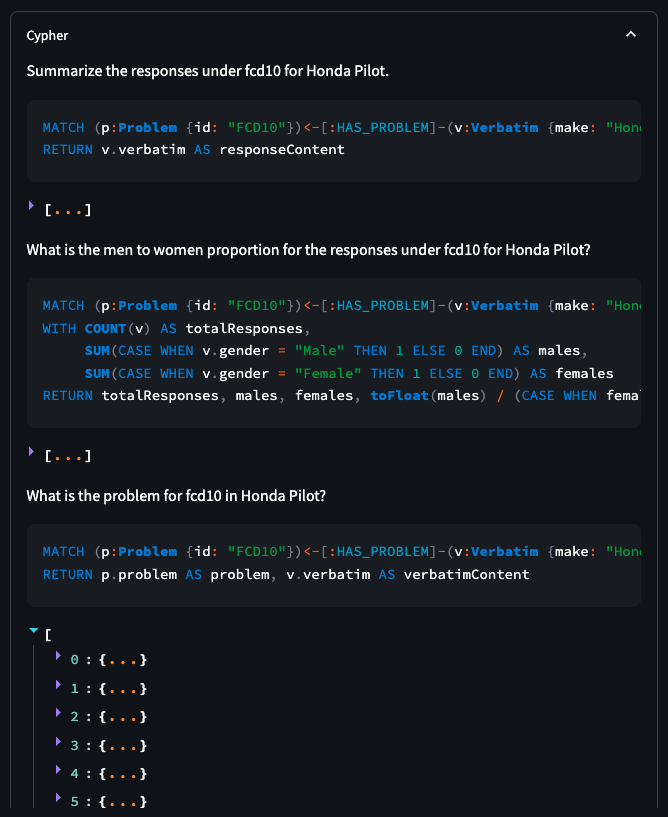 Cypher
Summarize the responses under fcd10 for Honda Pilot.
MATCH (p:Problem {id: "FCD10"})<-[:HAS_PROBLEM]-(v:Verbatim {make: "Hon
RETURN v.verbatim AS responseContent
[...]
What is the men to women proportion for the responses under fcd10 for Honda Pilot?
MATCH (p:Problem {id: "FCD10"})<-[:HAS_PROBLEM]-(v:Verbatim {make: "Hon
WITH COUNT(v) AS totalResponses,
SUM(CASE WHEN v.gender = "Male" THEN 1 ELSE 0 END) AS males,
SUM(CASE WHEN v.gender = "Female" THEN 1 ELSE 0 END) AS females
RETURN totalResponses, males, females, toFloat(males) / (CASE WHEN femal
[...]
What is the problem for fcd10 in Honda Pilot?
MATCH (p:Problem {id: "FCD10"})<-[:HAS_PROBLEM]-(v:Verbatim {make: "Hon
RETURN p.problem AS problem, v.verbatim AS verbatimContent
[
0 : {...}
1 : {...}
2 : {...}
3 : {...}
4 : {...}
5 : {...}